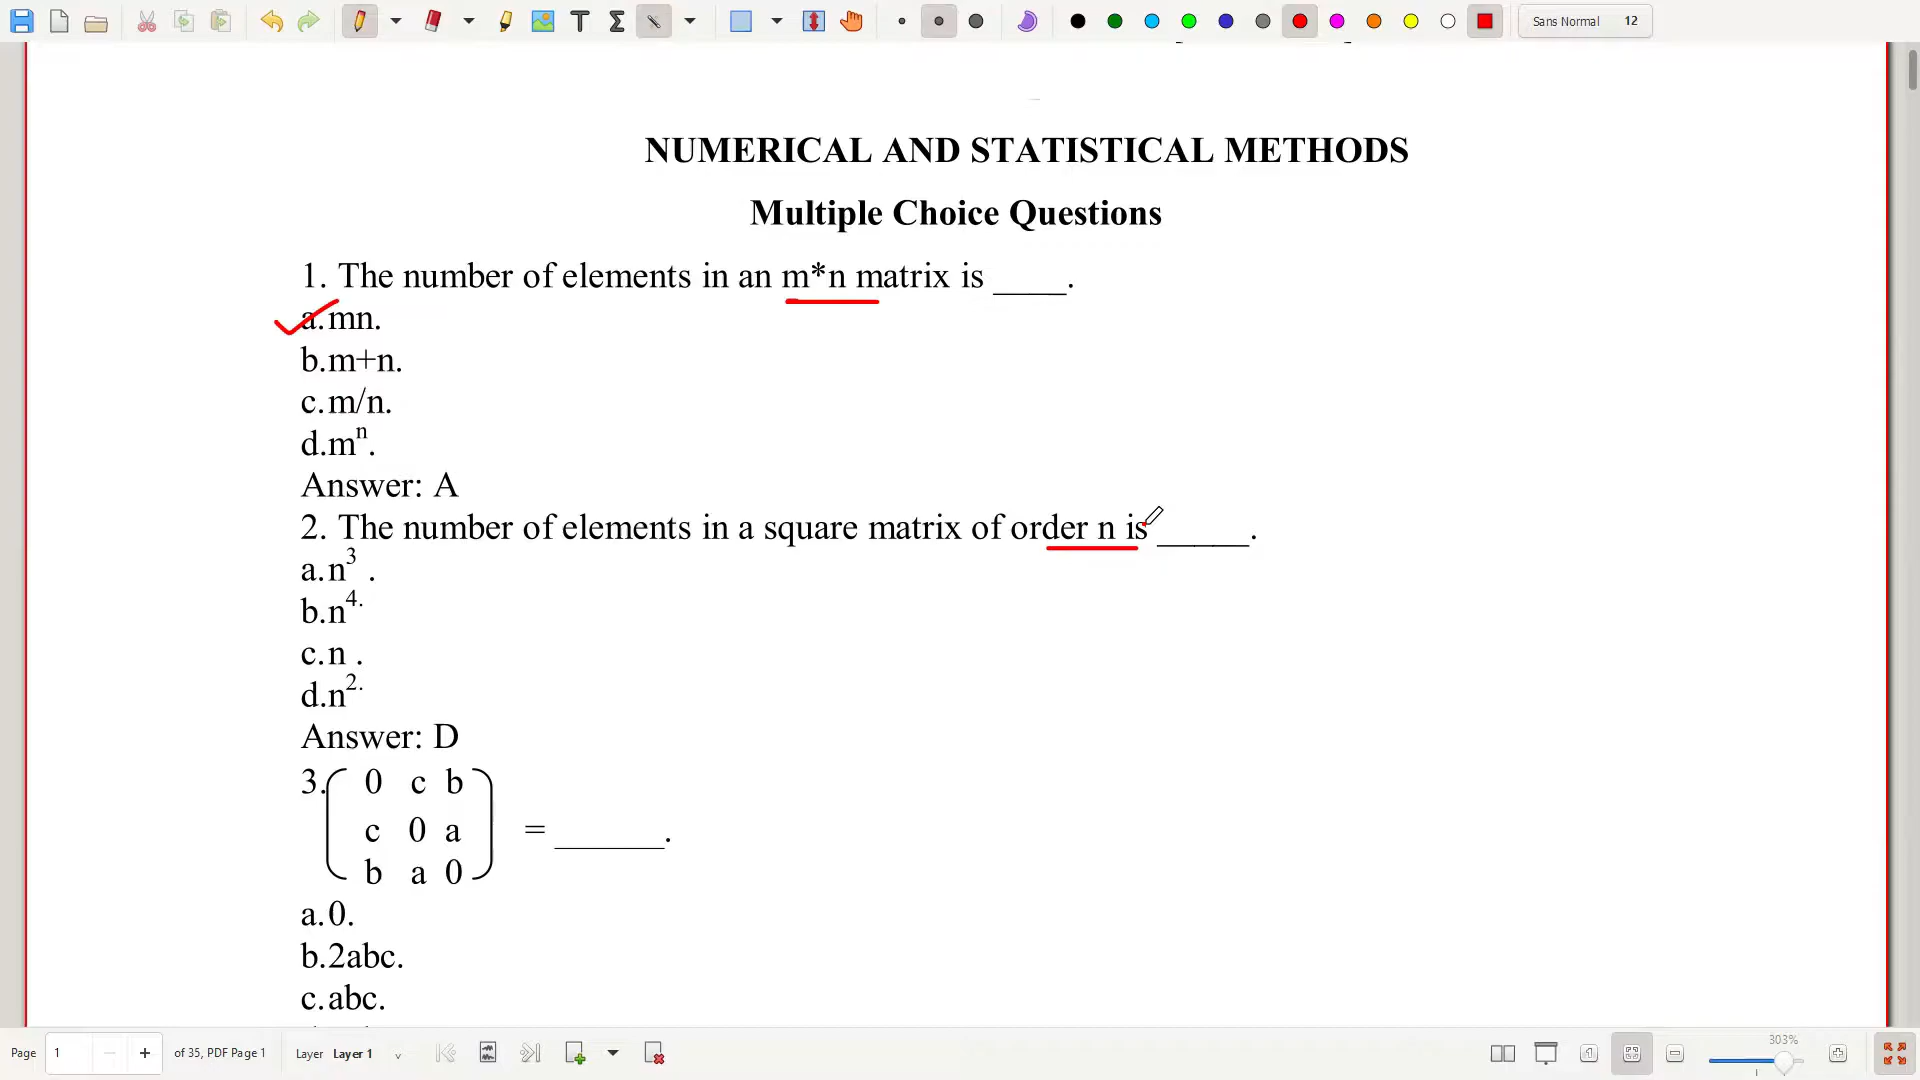 Sans Normal 12
NUMERICAL AND STATISTICAL METHODS
Multiple Choice Questions
1. The number of elements in an m*n matrix is ____.
a.mn.
b.m+n.
c.m/n.
d.mⁿ.
Answer: A
2. The number of elements in a square matrix of order n is _____.
a.n³ .
b.n⁴.
c.n .
d.n².
Answer: D
3. 0 c b
c 0 a = ______.
b a 0
a.0.
b.2abc.
c.abc.
Page 1 of 35, PDF Page 1 Layer Layer 1 303%